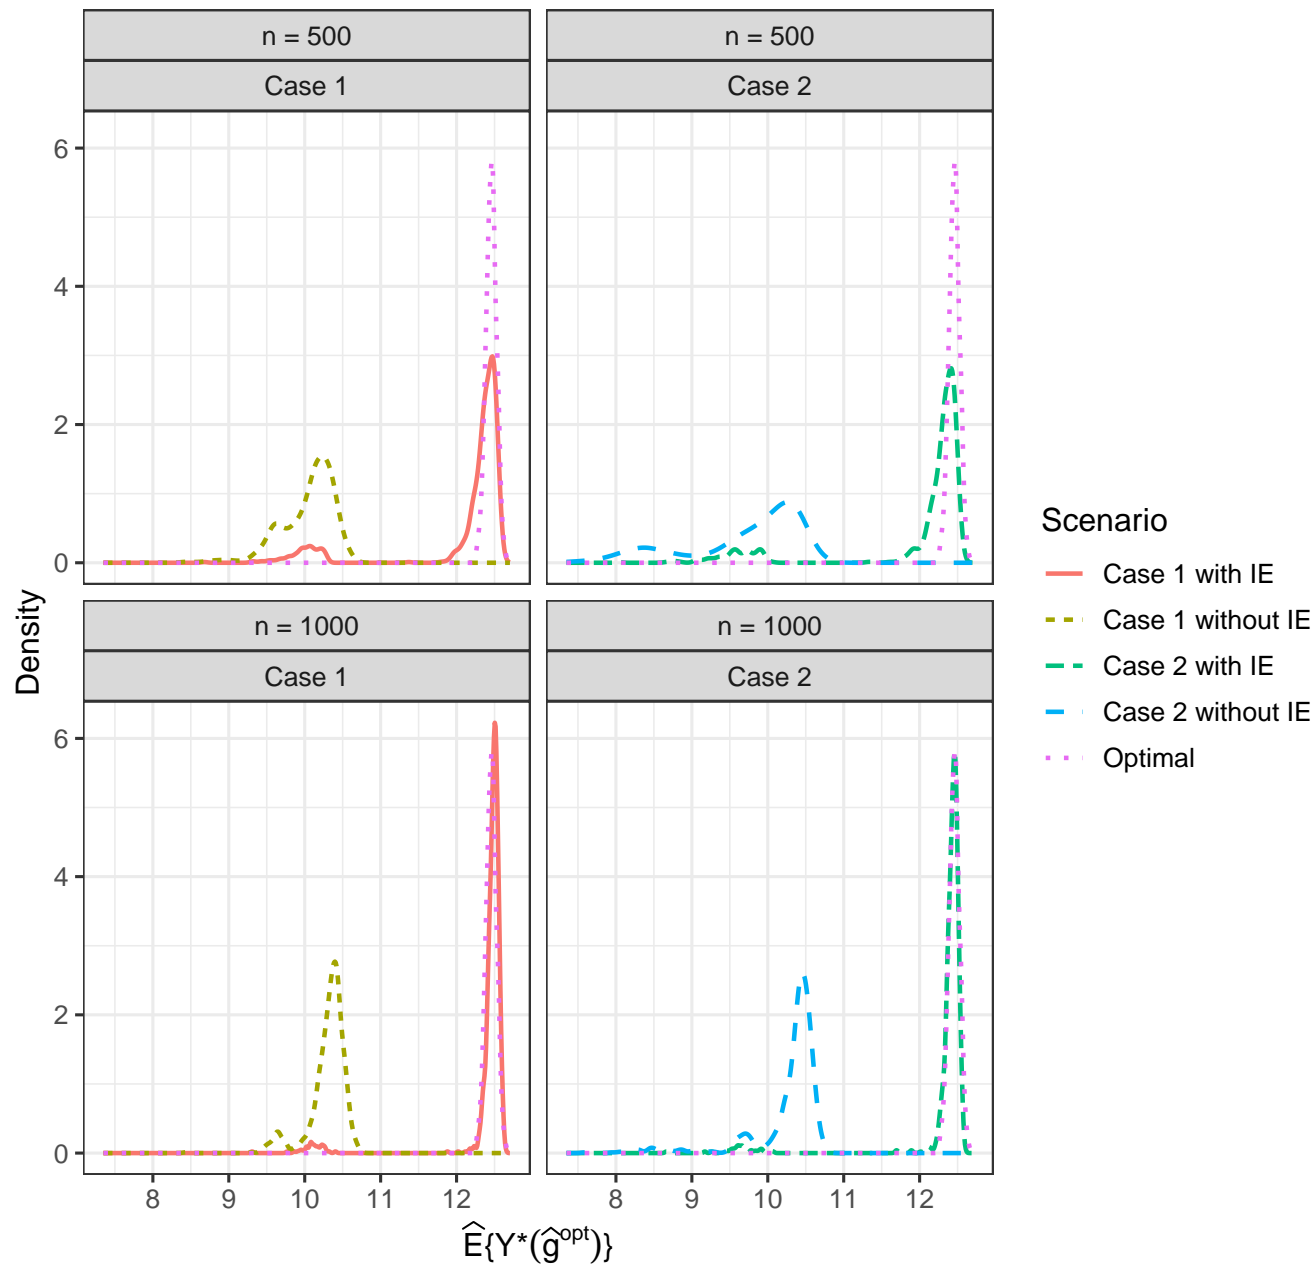 n = 500
n = 500
Case 1
Case 2
6
4
2
0
n = 1000
n = 1000
Case 1
Case 2
6
4
2
0
8 9 10 11 12
8 9 10 11 12
Density
Ê{Y*(ĝ^opt)}
Scenario
Case 1 with IE
Case 1 without IE
Case 2 with IE
Case 2 without IE
Optimal